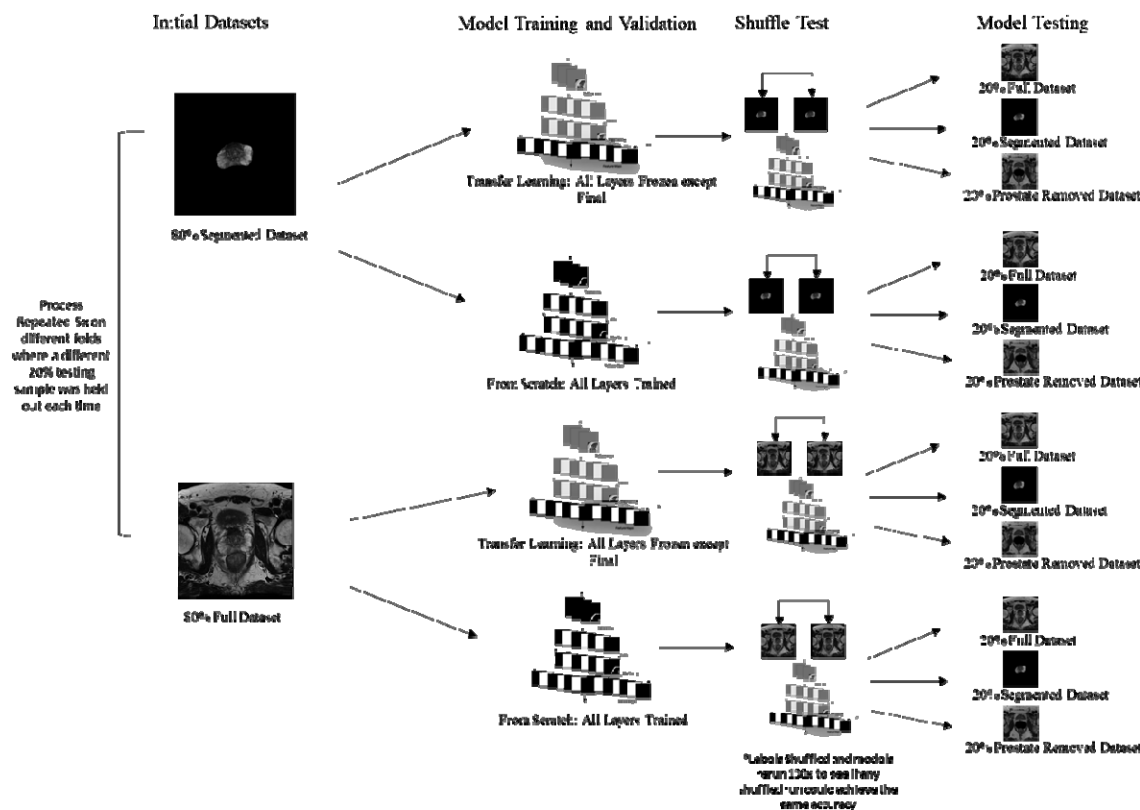 Initial Datasets
Model Training and Validation
Shuffle Test
Model Testing
80% Segmented Dataset
Process
Repeated 5x on
different folds
where a different
20% testing
sample was held
out each time
80% Full Dataset
Transfer Learning: All Layers Frozen except
Final
From Scratch: All Layers Trained
Transfer Learning: All Layers Frozen except
Final
From Scratch: All Layers Trained
*Labels Shuffled and models
rerun
shuffled run could achieve the
same accuracy
20% Full Dataset
20% Segmented Dataset
20% Prostate Removed Dataset
20% Full Dataset
20% Segmented Dataset
20% Prostate Removed Dataset
20% Full Dataset
20% Segmented Dataset
20% Prostate Removed Dataset
20% Full Dataset
20% Segmented Dataset
20% Prostate Removed Dataset